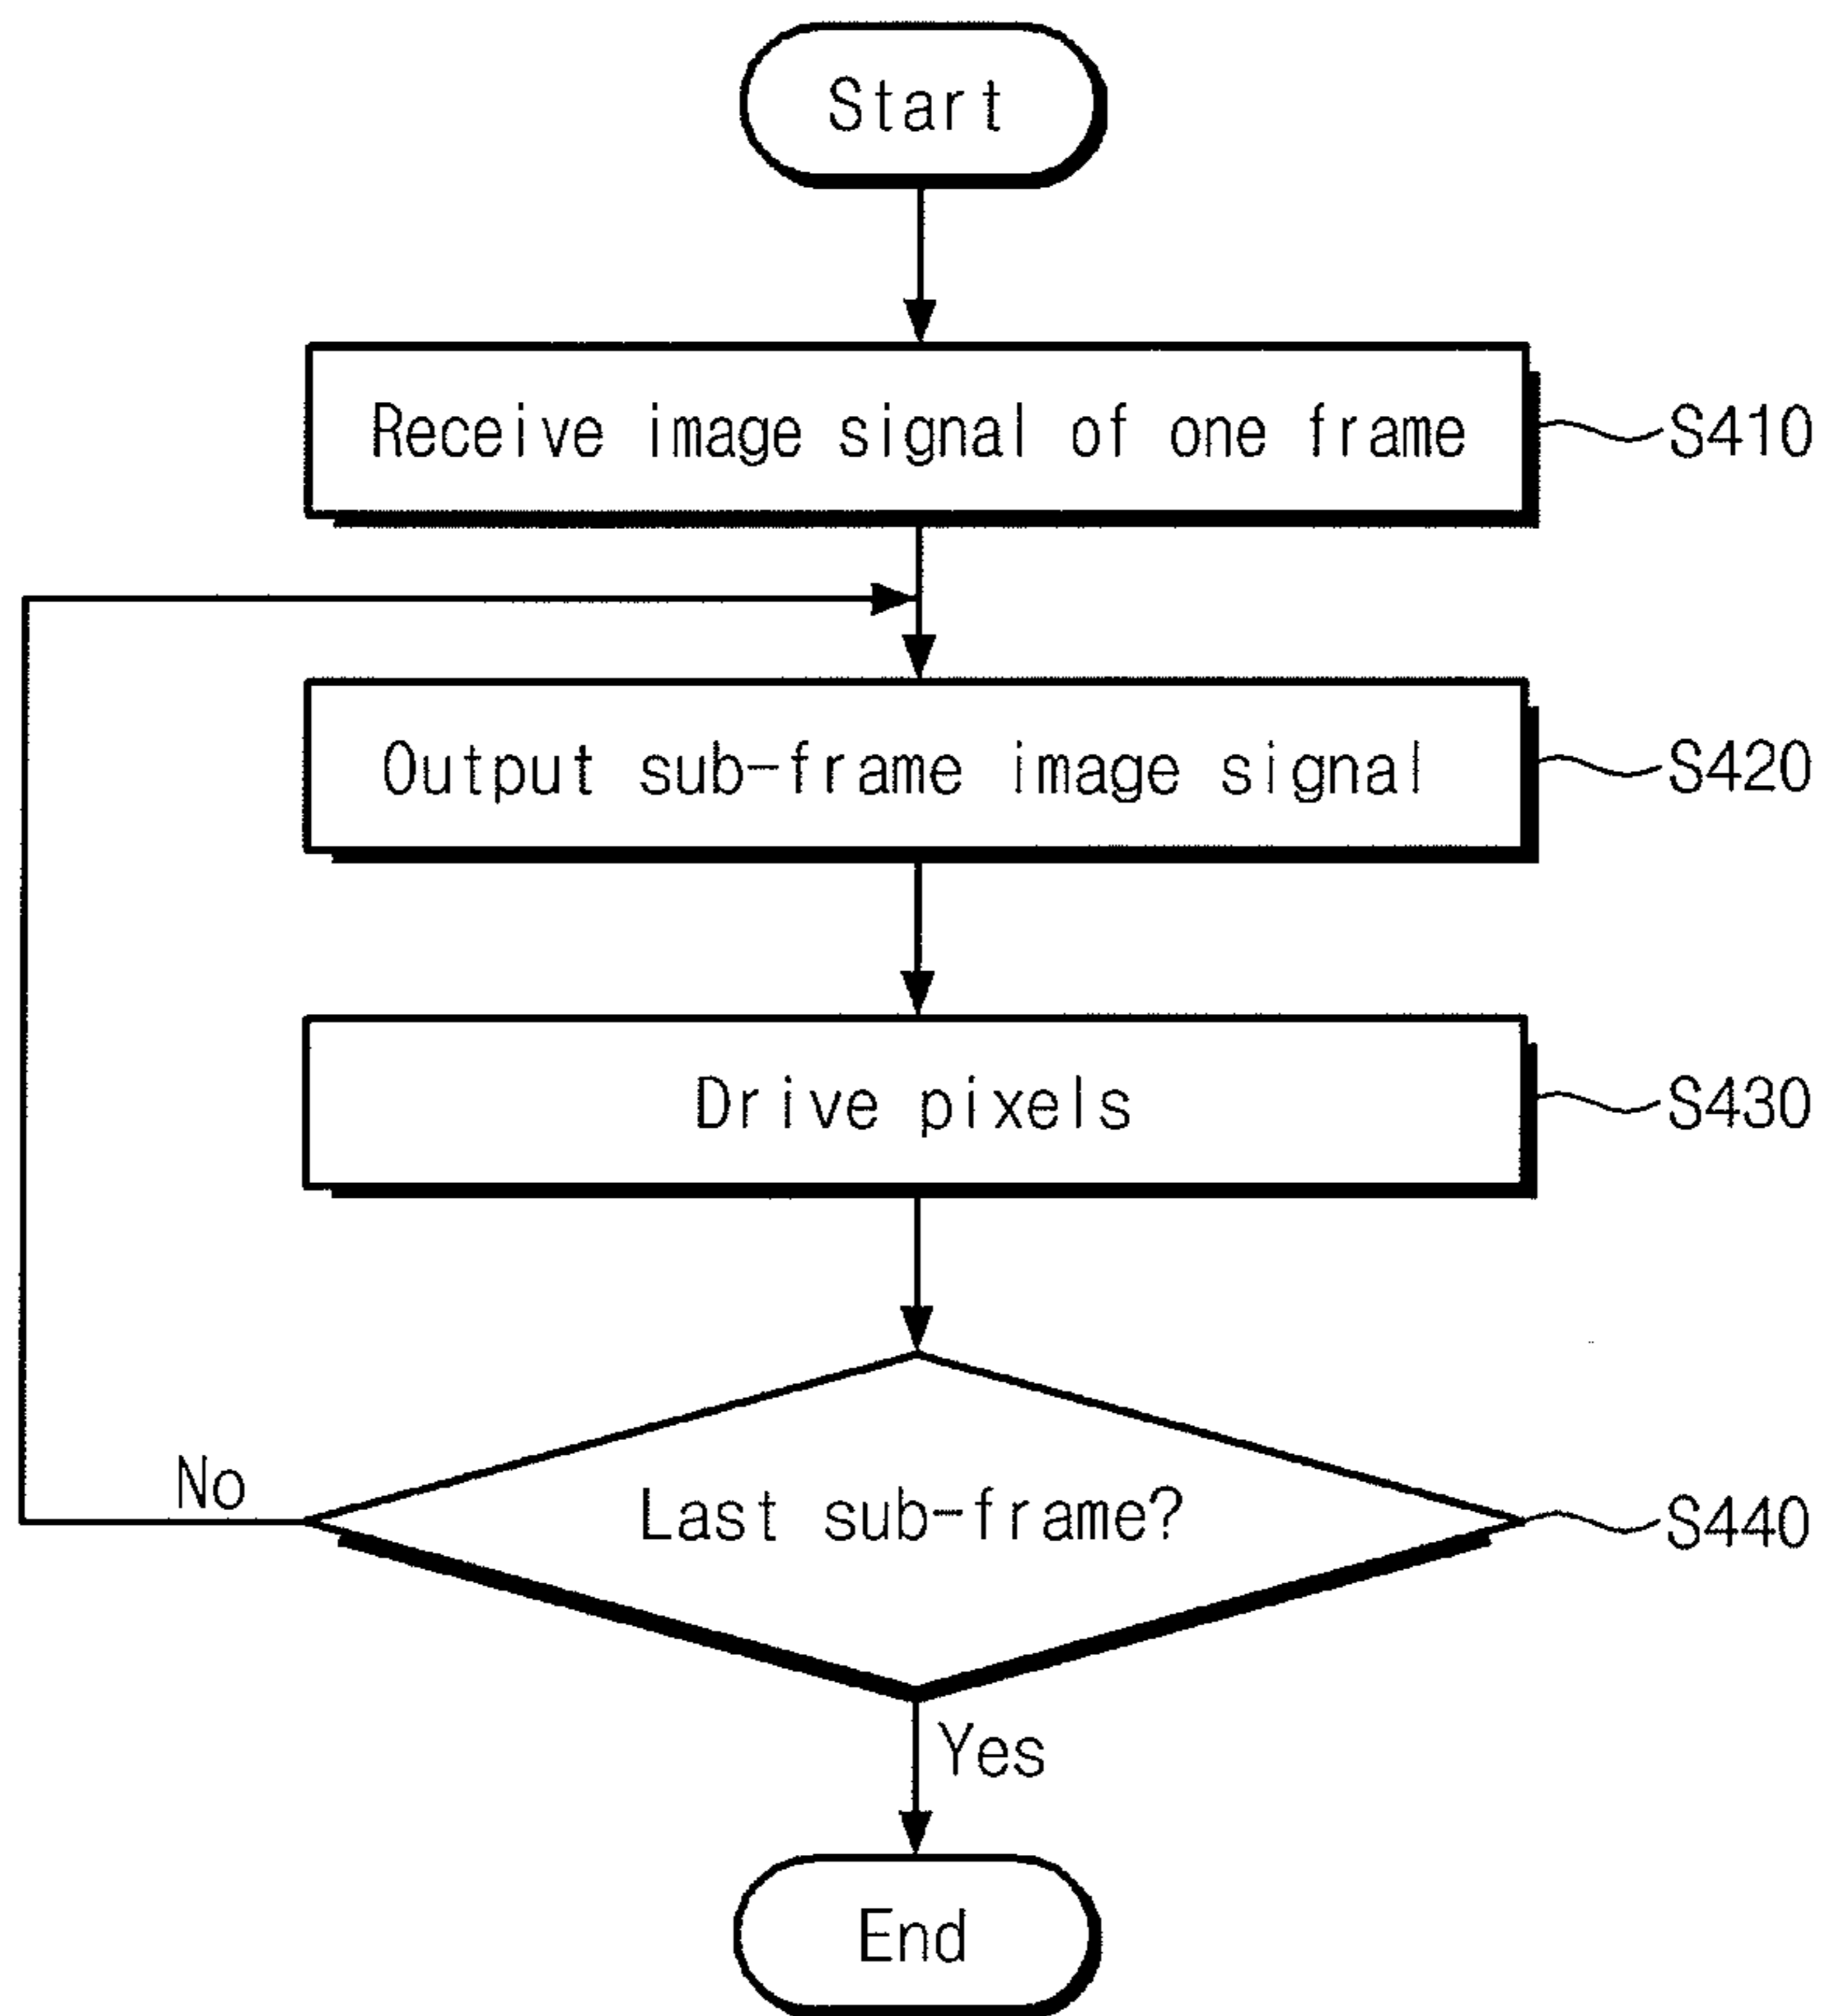 Start
Receive image signal of one frame
S410
Output sub-frame image signal
S420
Drive pixels
S430
Last sub-frame?
S440
No
Yes
End